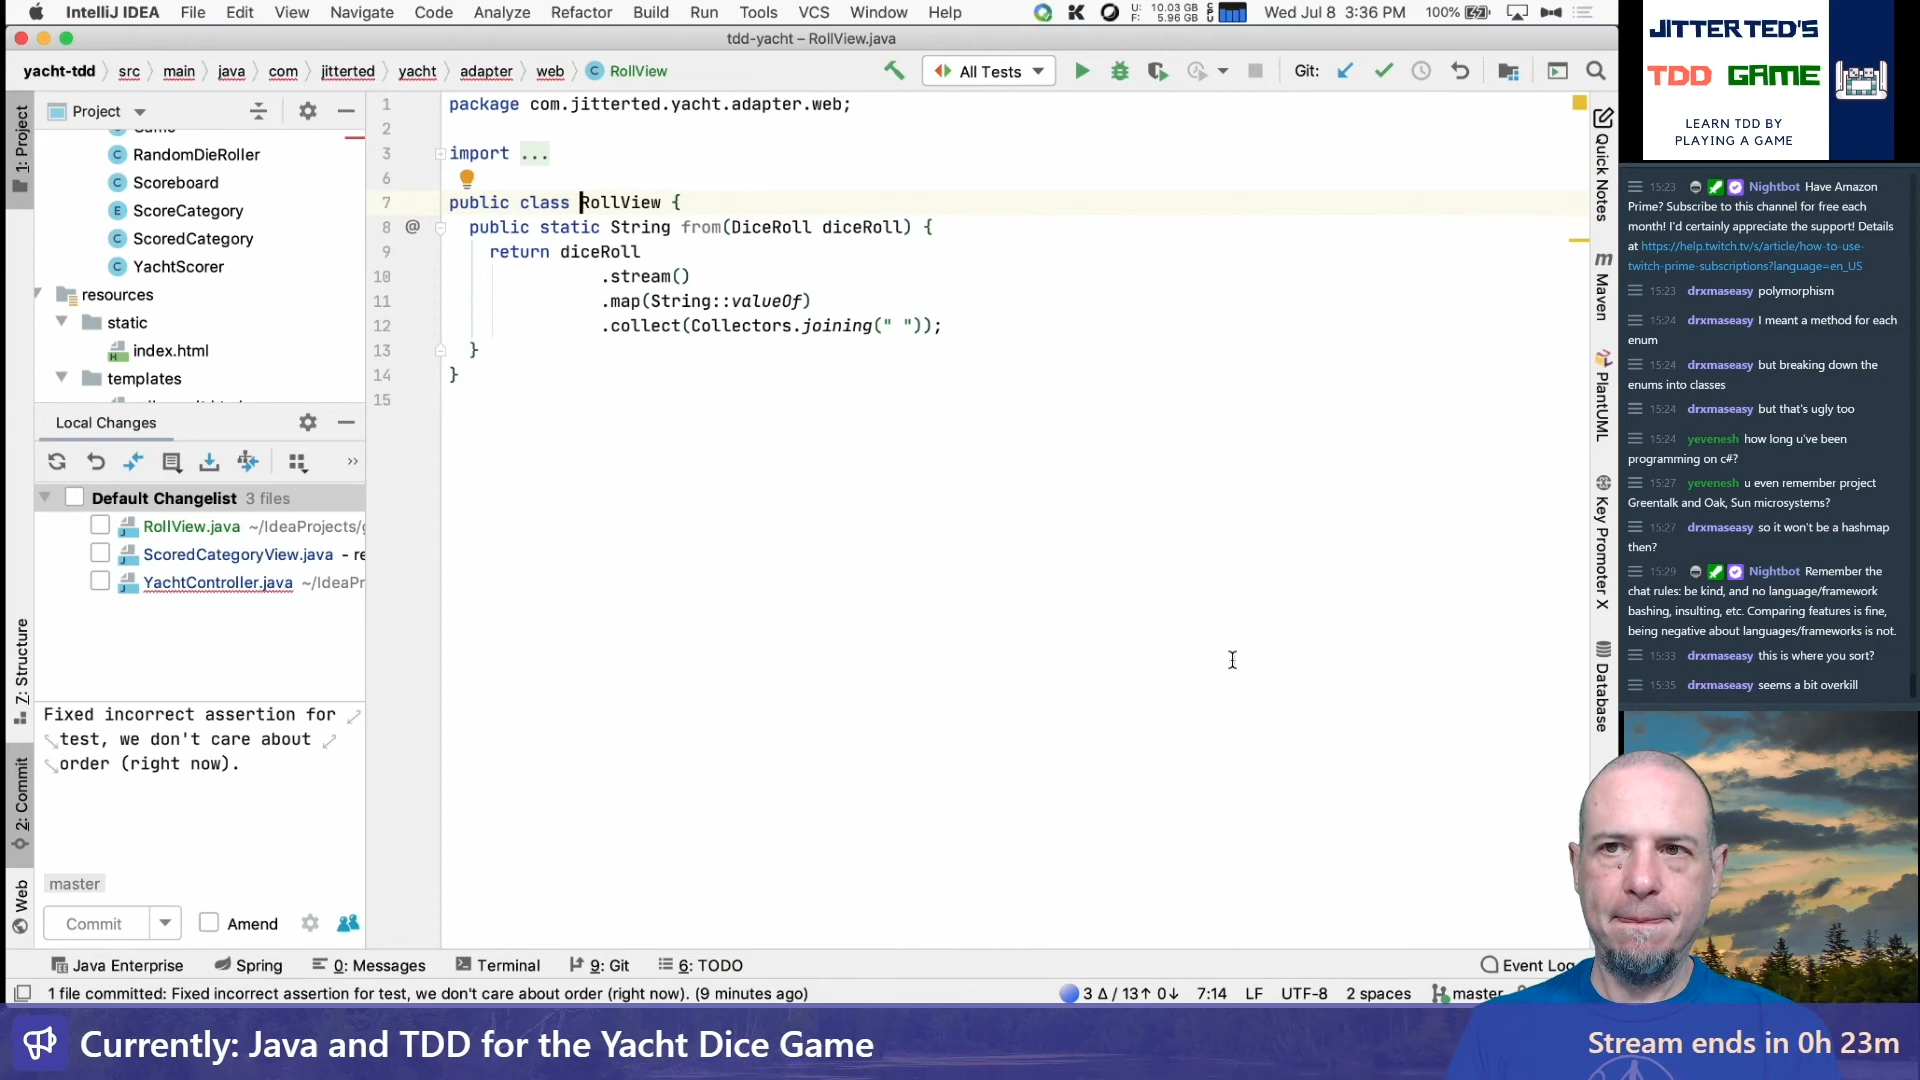 IntelliJ IDEA File Edit View Navigate Code Analyze Refactor Build Run Tools VCS Window Help
U: 10.03 GB
F: 5.96 GB
Wed Jul 8 3:36 PM 100%
tdd-yacht – RollView.java
yacht-tdd src main java com jitterted yacht adapter web RollView
All Tests
Git:
1: Project
Project
RandomDieRoller
Scoreboard
ScoreCategory
ScoredCategory
YachtScorer
resources
static
index.html
templates
Local Changes
Default Changelist 3 files
RollView.java ~/IdeaProjects/g
ScoredCategoryView.java - re
YachtController.java ~/IdeaPr
Fixed incorrect assertion for
test, we don't care about
order (right now).
master
Commit
Amend
Z: Structure
2: Commit
Web
1 package com.jitterted.yacht.adapter.web;
2
3 import ...
6
7 public class RollView {
8 public static String from(DiceRoll diceRoll) {
9 return diceRoll
10 .stream()
11 .map(String::valueOf)
12 .collect(Collectors.joining(" "));
13 }
14 }
15
Quick Notes
Maven
PlantUML
Key Promoter X
Database
Java Enterprise Spring 0: Messages Terminal 9: Git 6: TODO Event Log
1 file committed: Fixed incorrect assertion for test, we don't care about order (right now). (9 minutes ago)
3 Δ / 13↑ 0↓ 7:14 LF UTF-8 2 spaces master
JITTERTED'S
TDD GAME
LEARN TDD BY
PLAYING A GAME
15:23 Nightbot Have Amazon
Prime? Subscribe to this channel for free each
month! I'd certainly appreciate the support! Details
at https://help.twitch.tv/s/article/how-to-use-
twitch-prime-subscriptions?language=en_US
15:23 drxmaseasy polymorphism
15:24 drxmaseasy I meant a method for each
enum
15:24 drxmaseasy but breaking down the
enums into classes
15:24 drxmaseasy but that's ugly too
15:24 yevenesh how long u've been
programming on c#?
15:27 yevenesh u even remember project
Greentalk and Oak, Sun microsystems?
15:27 drxmaseasy so it won't be a hashmap
then?
15:29 Nightbot Remember the
chat rules: be kind, and no language/framework
bashing, insulting, etc. Comparing features is fine,
being negative about languages/frameworks is not.
15:33 drxmaseasy this is where you sort?
15:35 drxmaseasy seems a bit overkill
Currently: Java and TDD for the Yacht Dice Game
Stream ends in 0h 23m